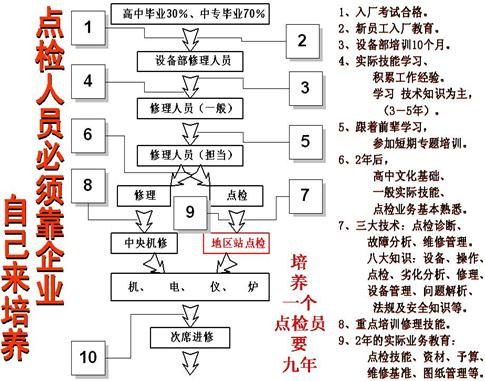 点检人员必须靠企业
自己来培养
高中毕业30%、中专毕业70%
1
2
设备部修理人员
3
4
修理人员（一般）
5
6
修理人员（担当）
7
8
修理
9
点检
中央机修
地区站点检
机、 电、 仪、 炉
次席进修
10
培养一个点检员要九年
1、入厂考试合格。
2、新员工入厂教育。
3、设备部培训10个月。
4、实际技能学习、
积累工作经验。
学习 技术知识为主，
（3—5年）。
5、跟着前辈学习，
参加短期专题培训。
6、2年后，
高中文化基础、
一般实际技能、
点检业务基本熟悉。
7、三大技术：点检诊断、
故障分析、维修管理。
八大知识：设备、操作、
点检、劣化分析、修理、
设备管理、问题解析、
法规及安全知识等。
8、重点培训修理技能。
9、2年的实际业务教育：
点检技能、资材、予算、
维修基准、图纸管理等。